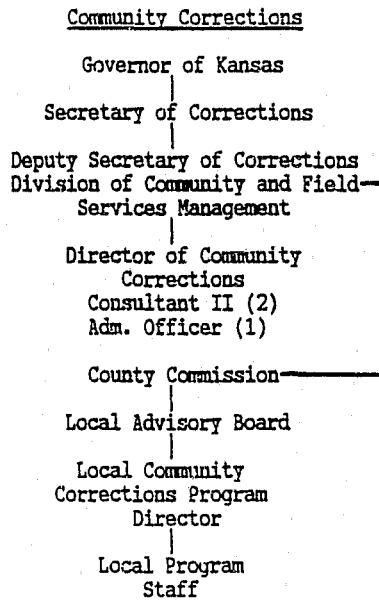 Community Corrections
Governor of Kansas
Secretary of Corrections
Deputy Secretary of Corrections
Division of Community and Field
Services Management
Director of Community
Corrections
Consultant II (2)
Adm. Officer (1)
County Commission
Local Advisory Board
Local Community
Corrections Program
Director
Local Program
Staff